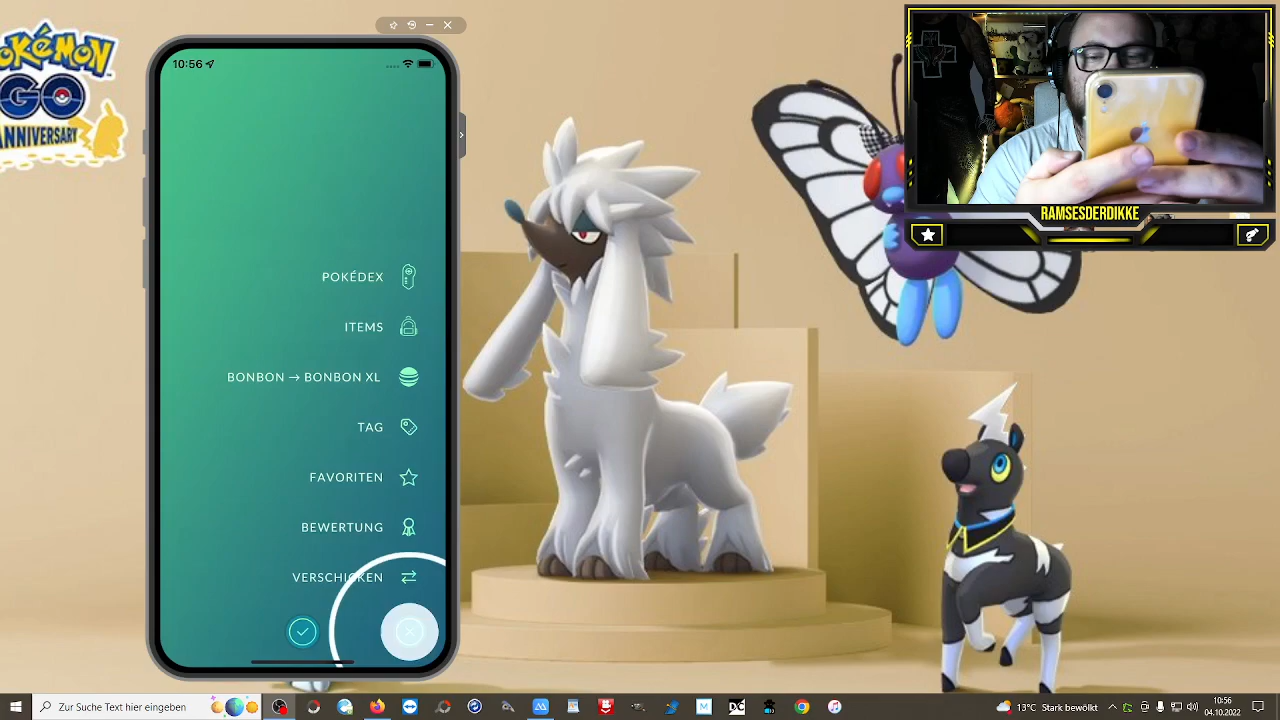 POKÉMON
GO
ANNIVERSARY
10:56
POKÉDEX
ITEMS
BONBON → BONBON XL
TAG
FAVORITEN
BEWERTUNG
VERSCHICKEN
RAMSESDERDIKKE
Zur Suche Text hier eingeben
M
DC
13°C Stark bewölkt
10:56
04.10.2022